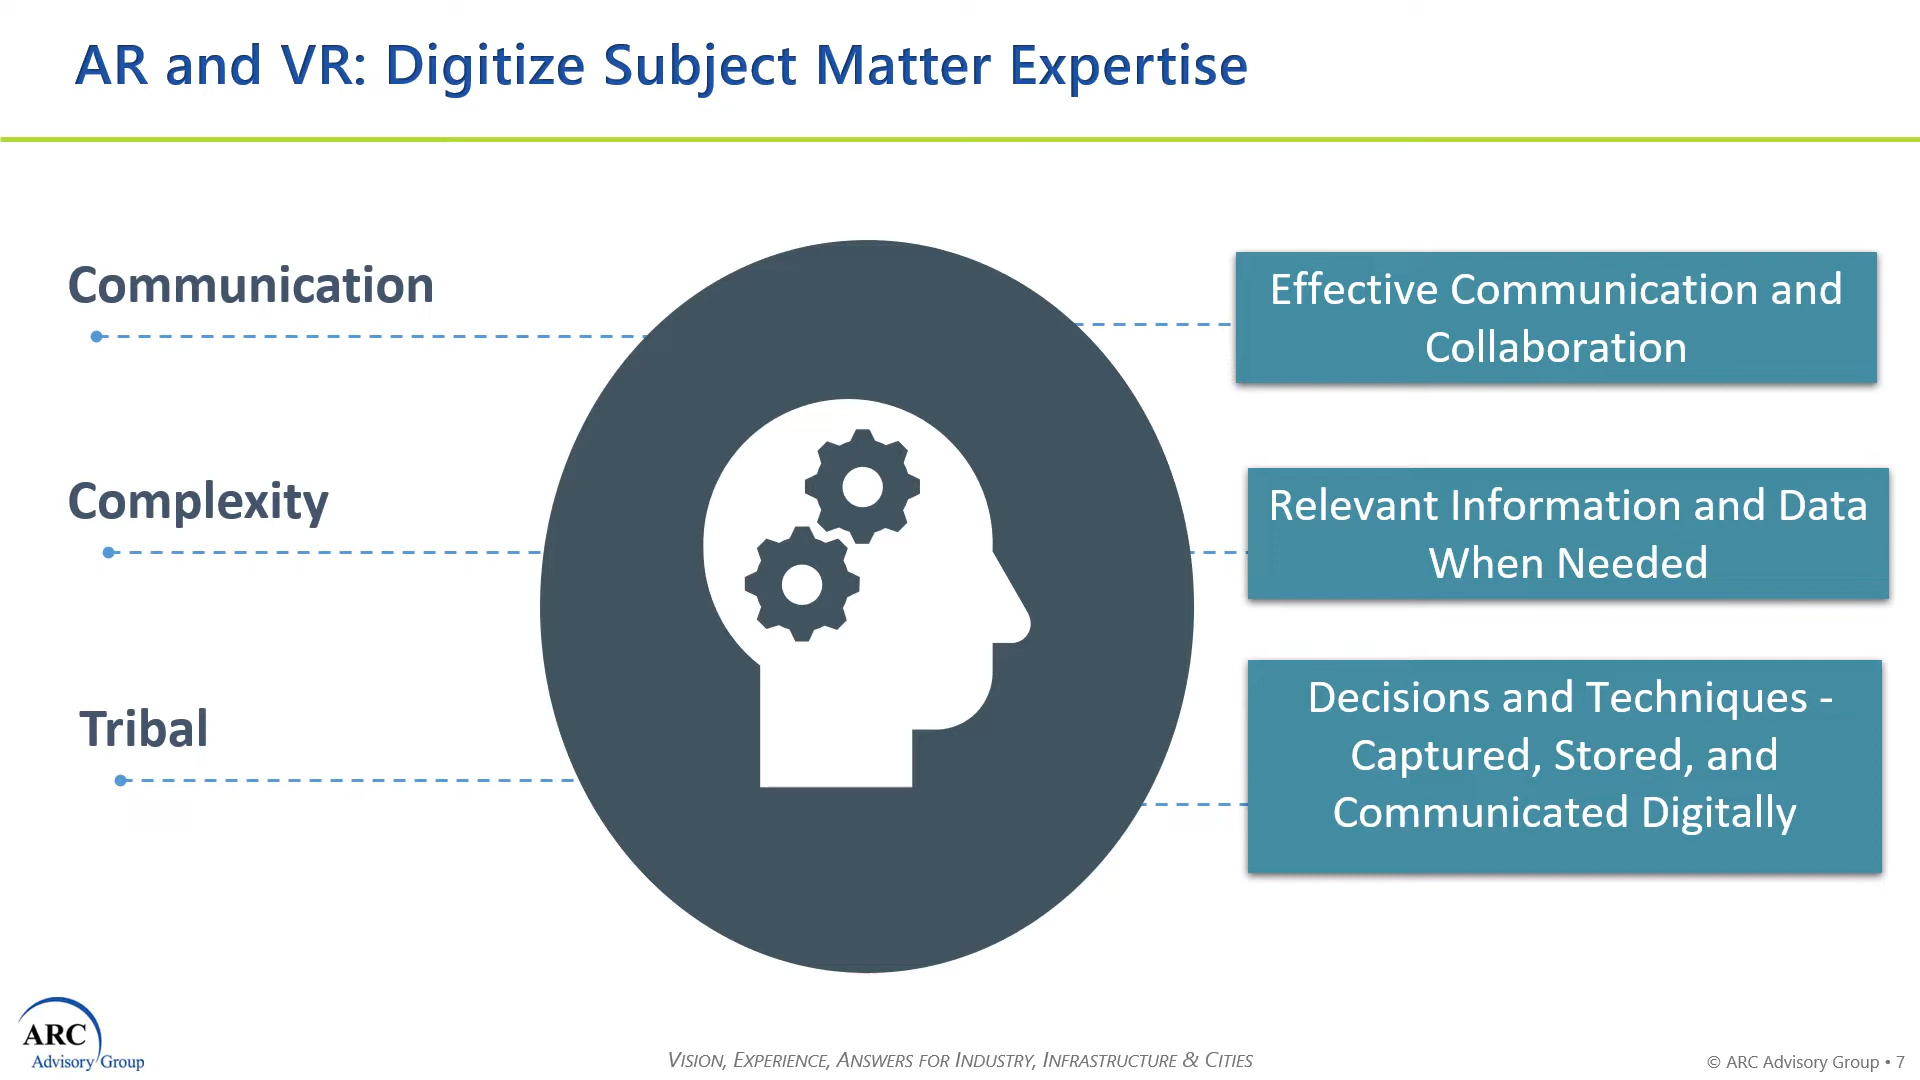 AR and VR: Digitize Subject Matter Expertise
Communication
Effective Communication and
Collaboration
Complexity
Relevant Information and Data
When Needed
Tribal
Decisions and Techniques -
Captured, Stored, and
Communicated Digitally
ARC
Advisory Group
VISION, EXPERIENCE, ANSWERS FOR INDUSTRY, INFRASTRUCTURE & CITIES
© ARC Advisory Group • 7